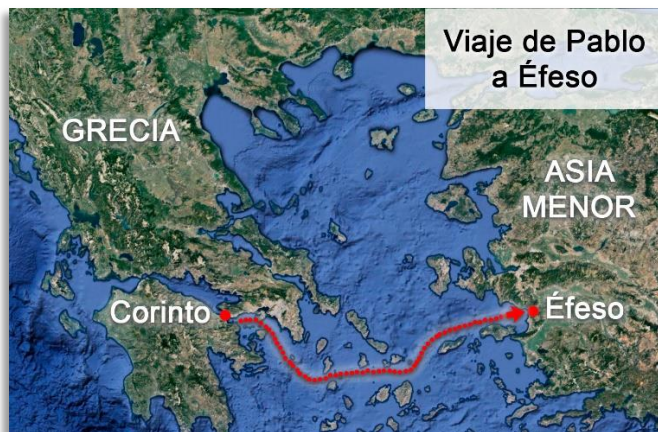 Viaje de Pablo
a Éfeso
GRECIA
ASIA
MENOR
Corinto
Éfeso